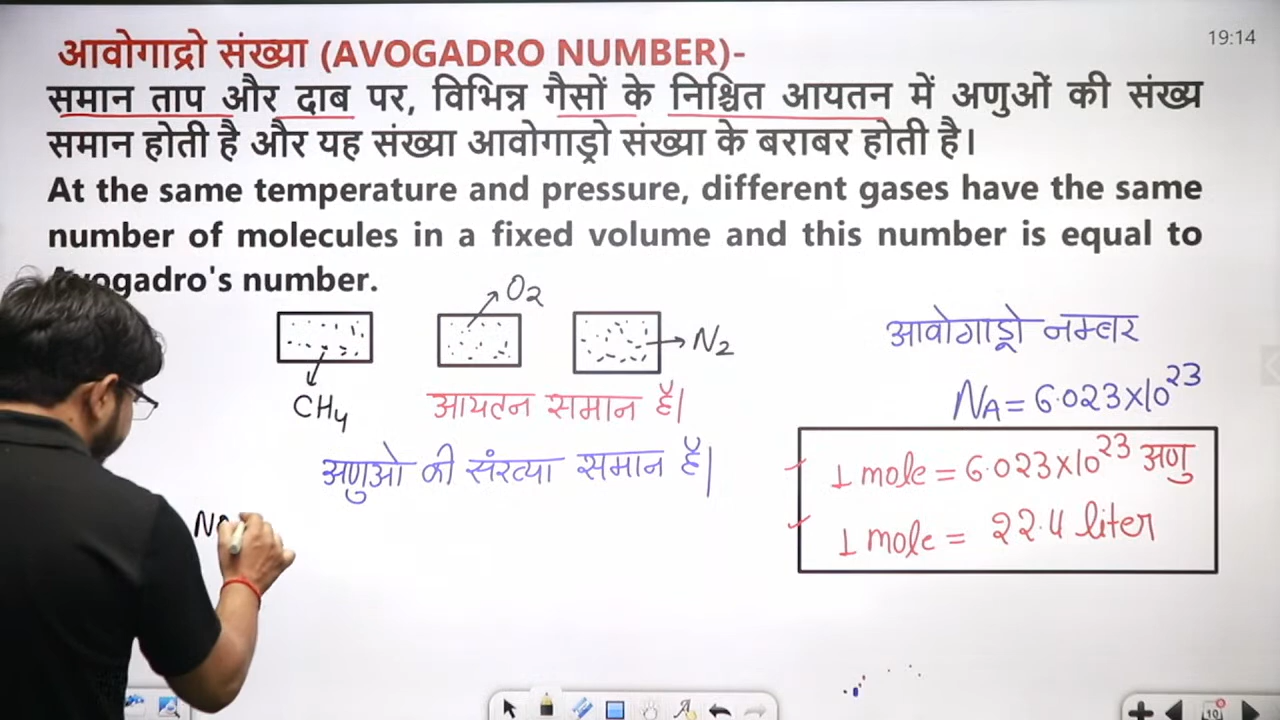 आवोगाद्रो संख्या (AVOGADRO NUMBER)-
19:14
समान ताप और दाब पर, विभिन्न गैसों के निश्चित आयतन में अणुओं की संख्य
समान होती है और यह संख्या आवोगाड्रो संख्या के बराबर होती है।
At the same temperature and pressure, different gases have the same
number of molecules in a fixed volume and this number is equal to
Avogadro's number.
O2
N2
CH4
आयतन समान है।
अणुओ की संख्या समान है।
आवोगाड्रो नम्बर
NA = 6.023×10^23
1 mole = 6.023×10^23 अणु
1 mole = 22.4 liter